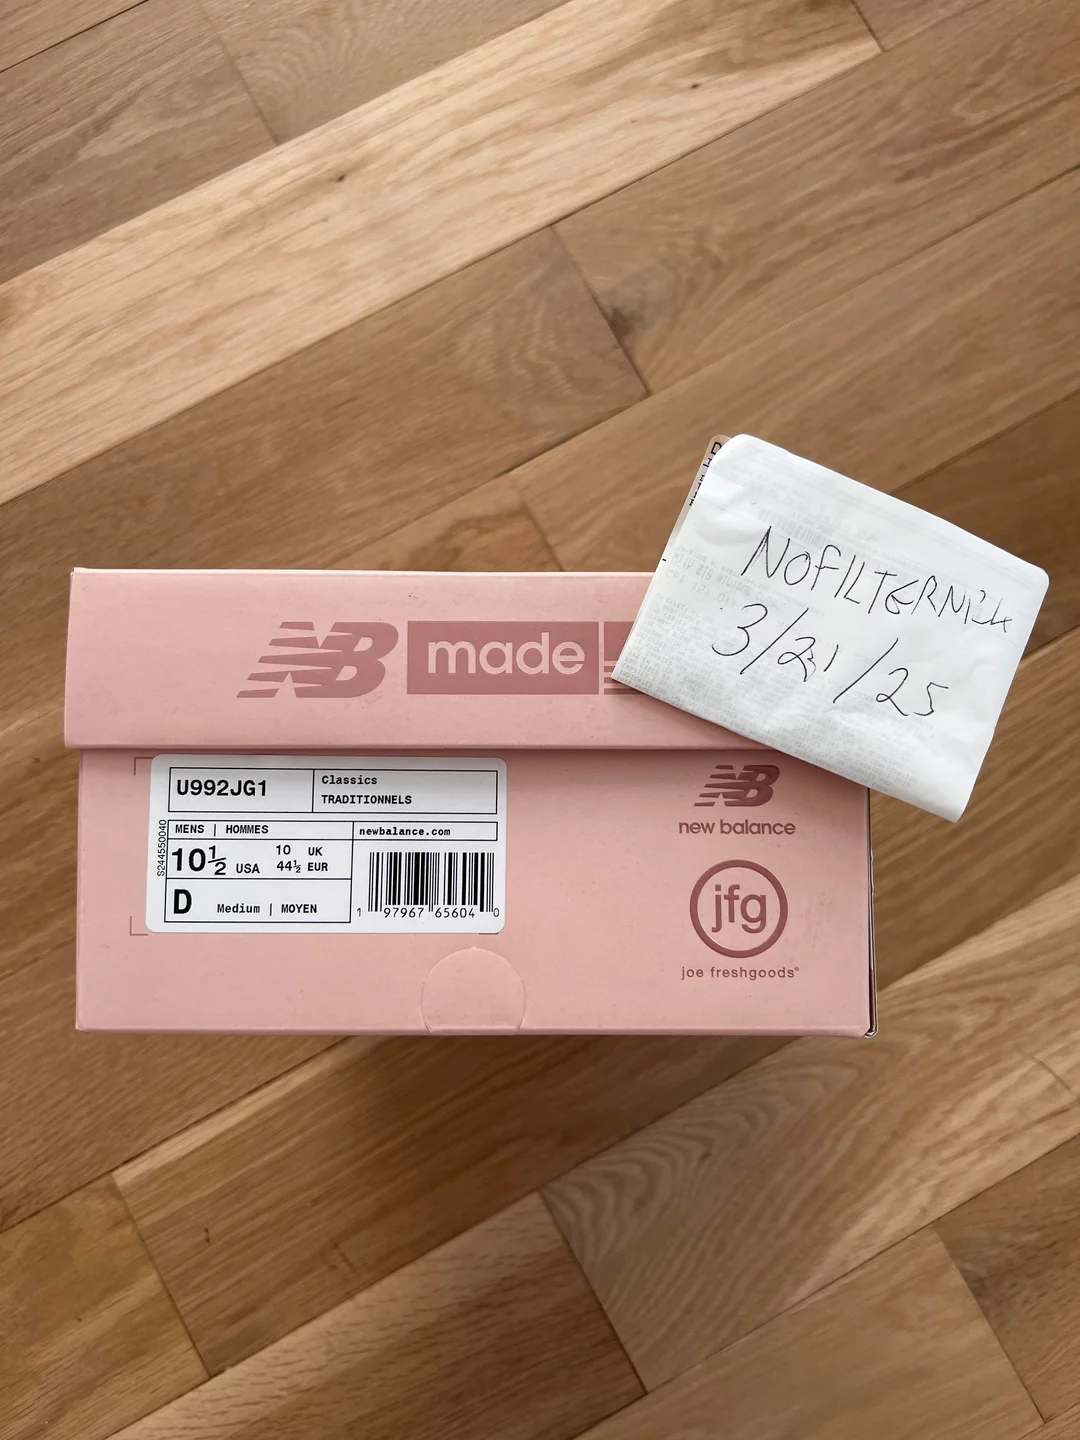 NOFILTERMilk
3/21/25
NB made
U992JG1
Classics
TRADITIONNELS
MENS | HOMMES
newbalance.com
10½ USA
10 UK
44½ EUR
D Medium | MOYEN
1 97967 65604 0
S244550040
NB
new balance
jfg
joe freshgoods®